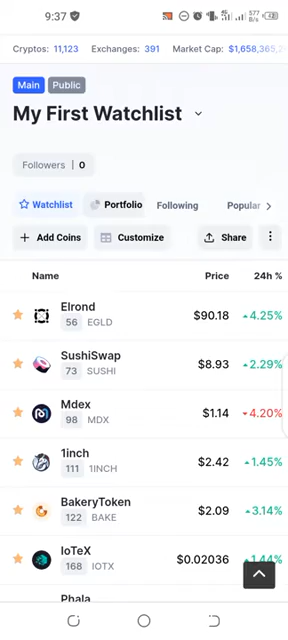 9:37
Cryptos: 11,123 Exchanges: 391 Market Cap: $1,658,365,2
Main Public
My First Watchlist
Followers | 0
Watchlist Portfolio Following Popular
+ Add Coins Customize Share
Name Price 24h %
Elrond
56 EGLD $90.18 4.25%
SushiSwap
73 SUSHI $8.93 2.29%
Mdex
98 MDX $1.14 4.20%
1inch
111 1INCH $2.42 1.45%
BakeryToken
122 BAKE $2.09 3.14%
IoTeX
168 IOTX $0.02036 1.44%
Phala